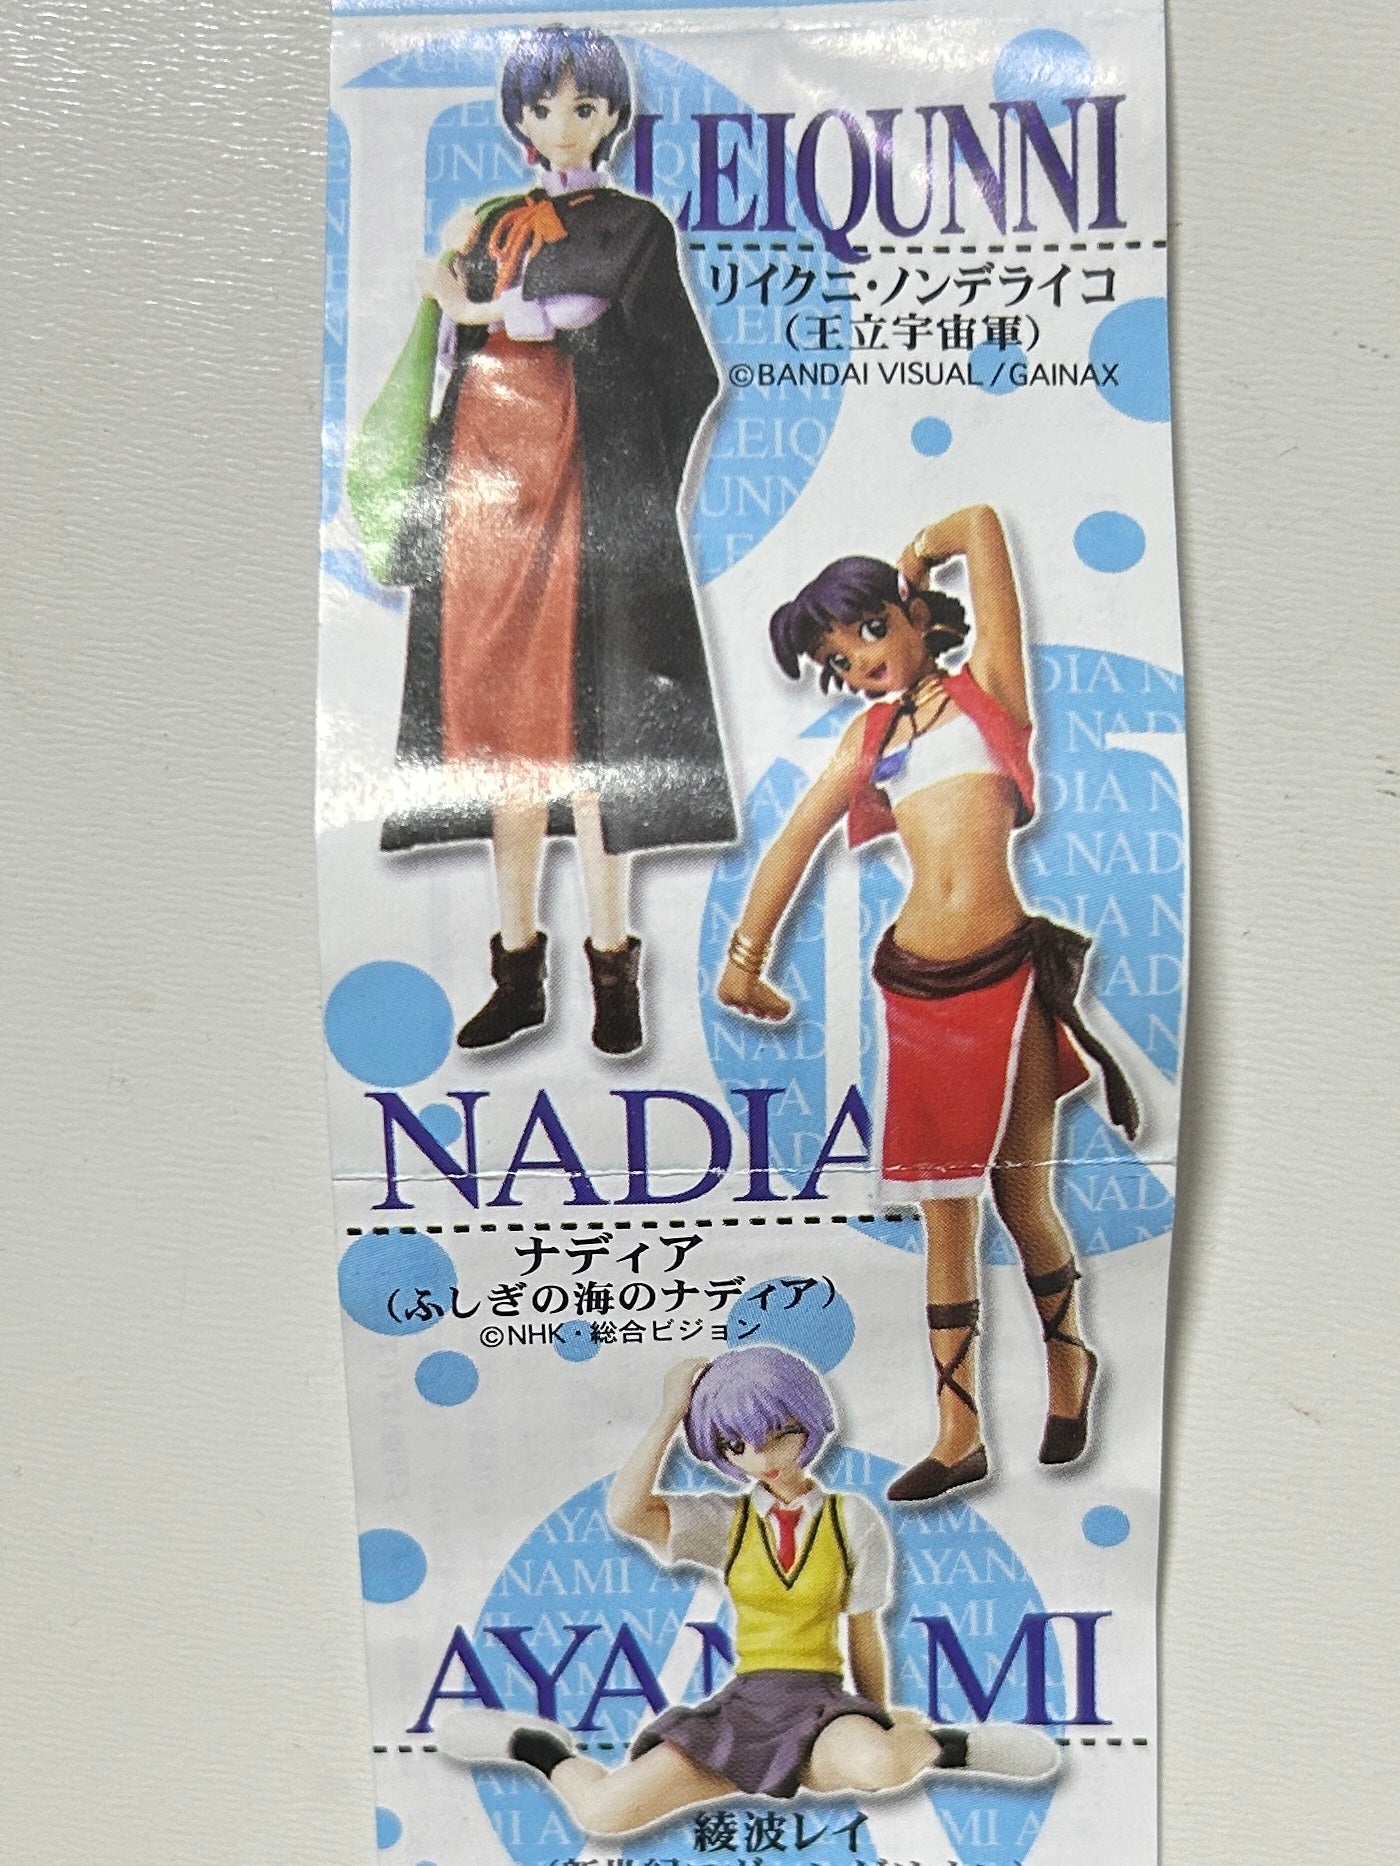 LEIQUNNI
リイクニ・ノンデライコ
（王立宇宙軍）
©BANDAI VISUAL /GAINAX
NADIA
ナディア
（ふしぎの海のナディア）
©NHK・総合ビジョン
AYANAMI
綾波レイ